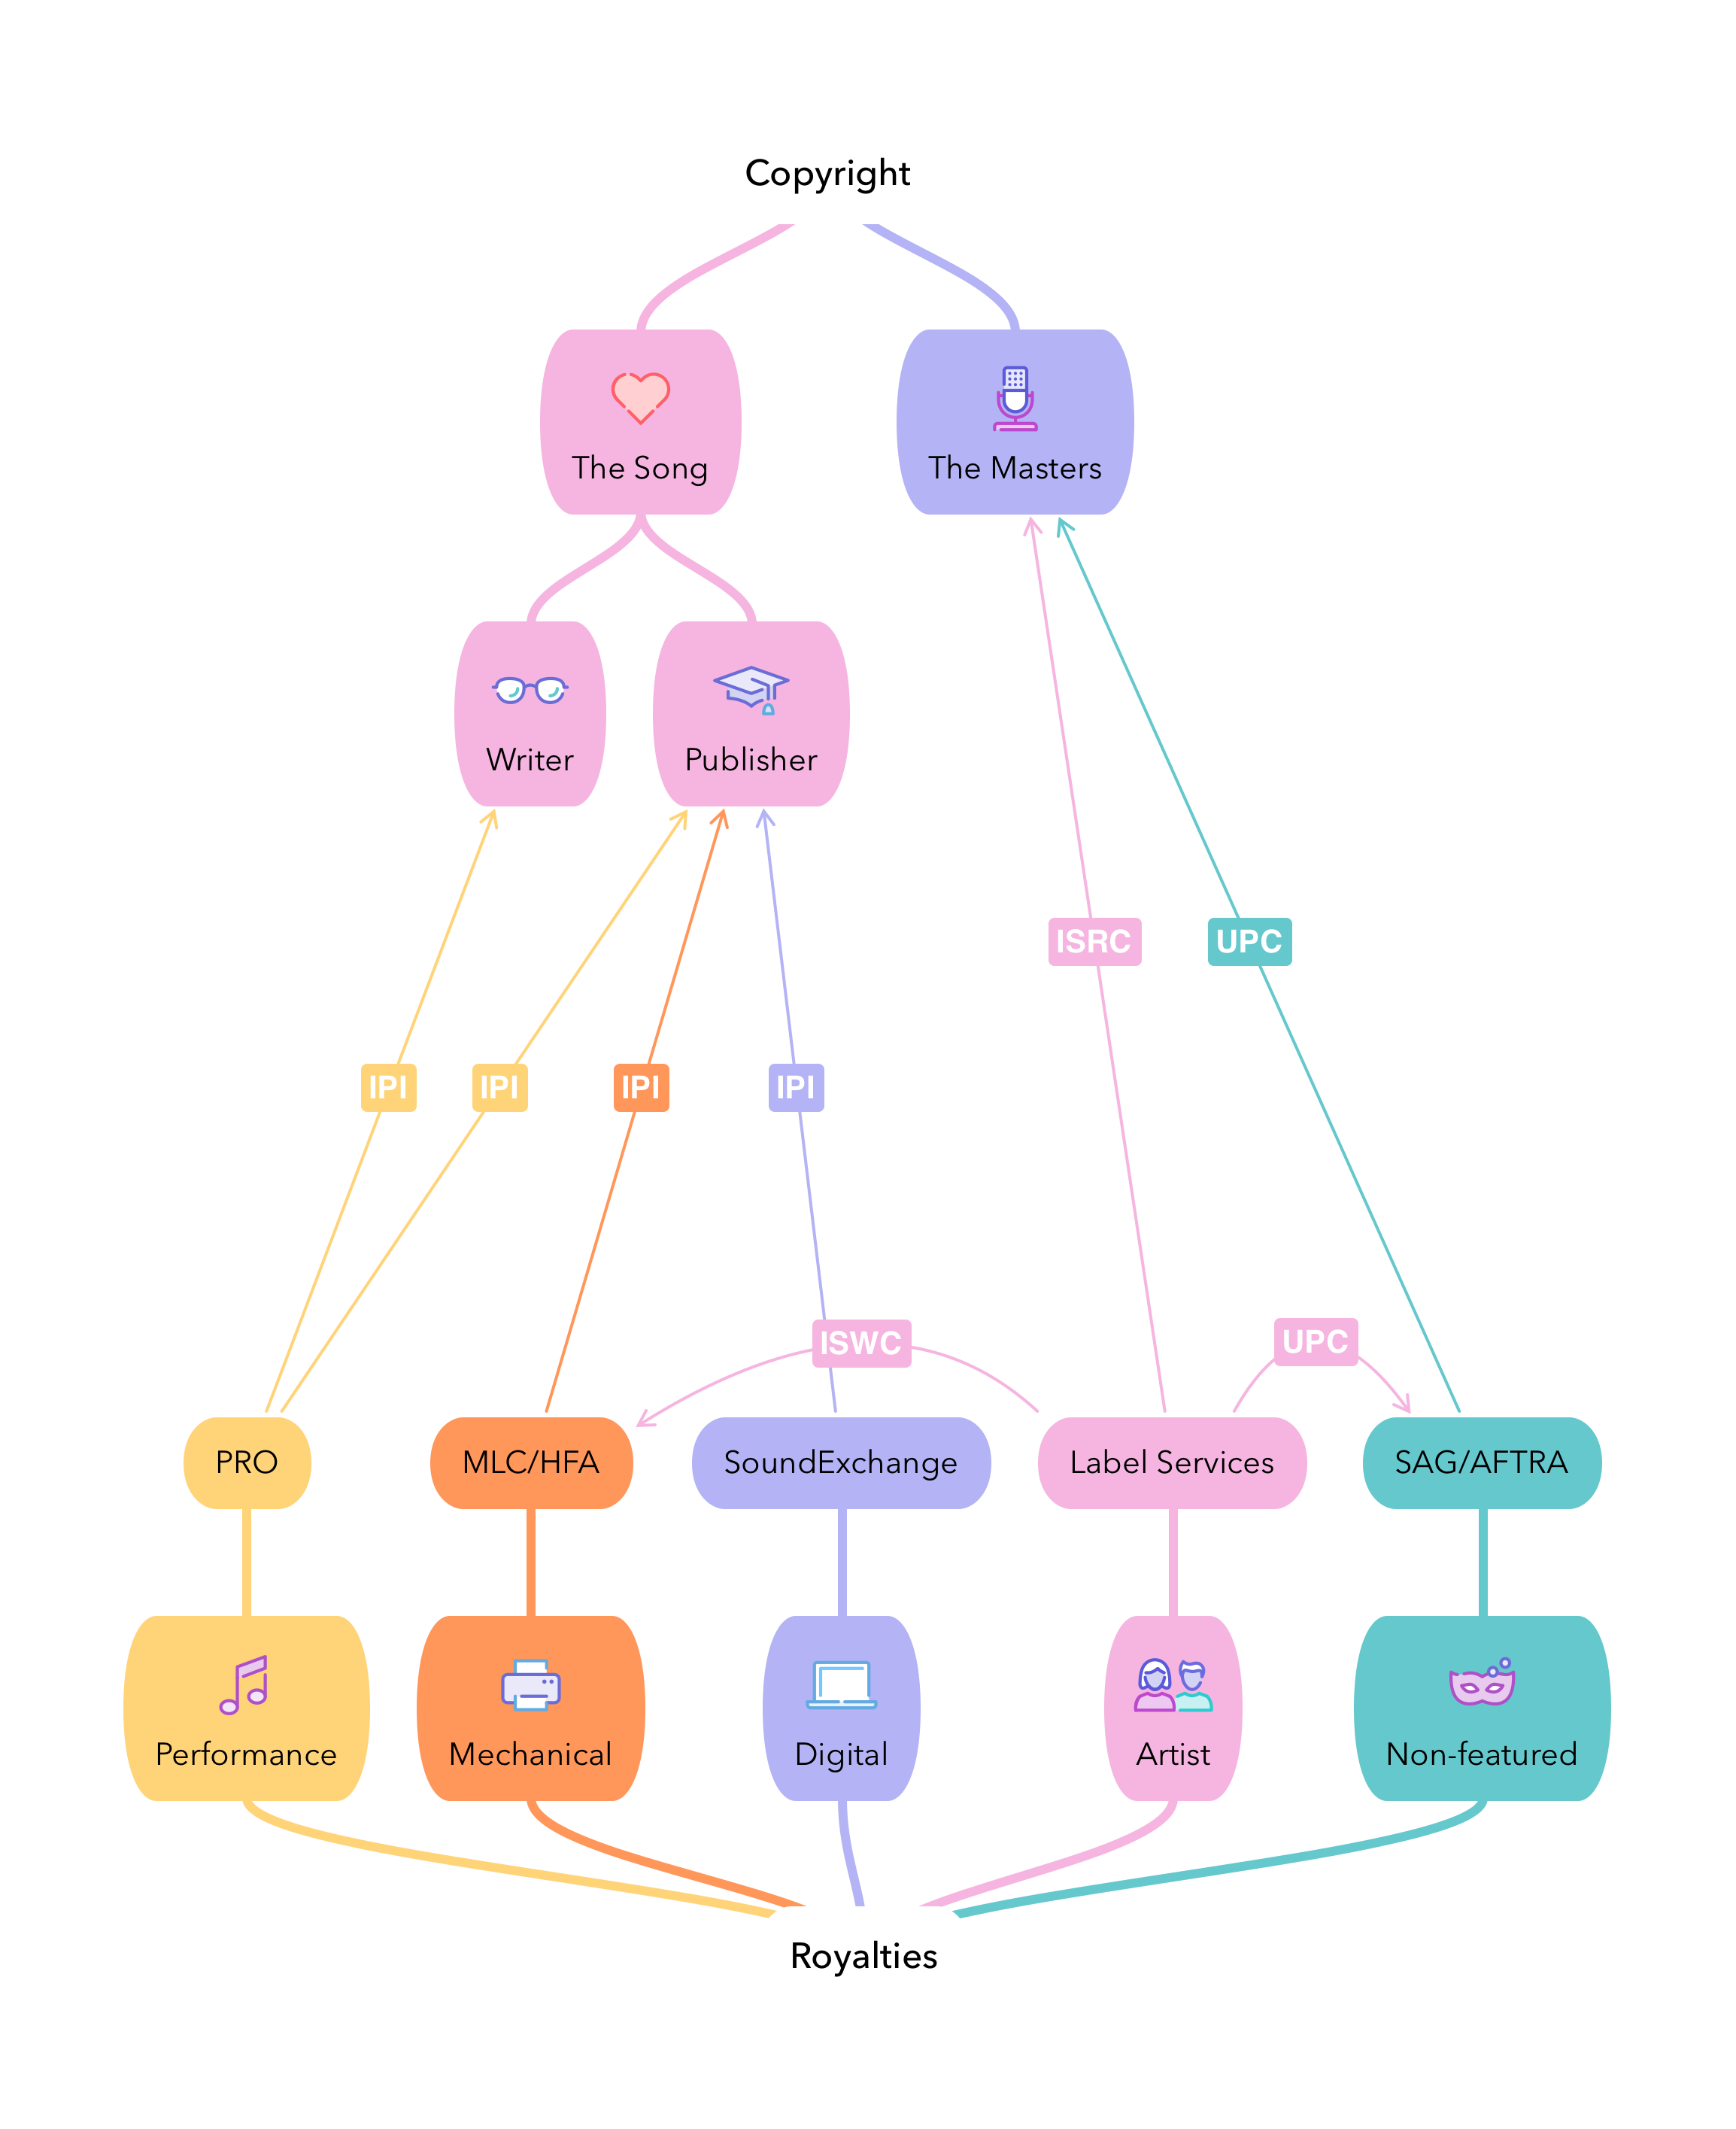 Copyright
The Song
The Masters
Writer
Publisher
ISRC
UPC
IPI
IPI
IPI
IPI
ISWC
UPC
PRO
MLC/HFA
SoundExchange
Label Services
SAG/AFTRA
Performance
Mechanical
Digital
Artist
Non-featured
Royalties